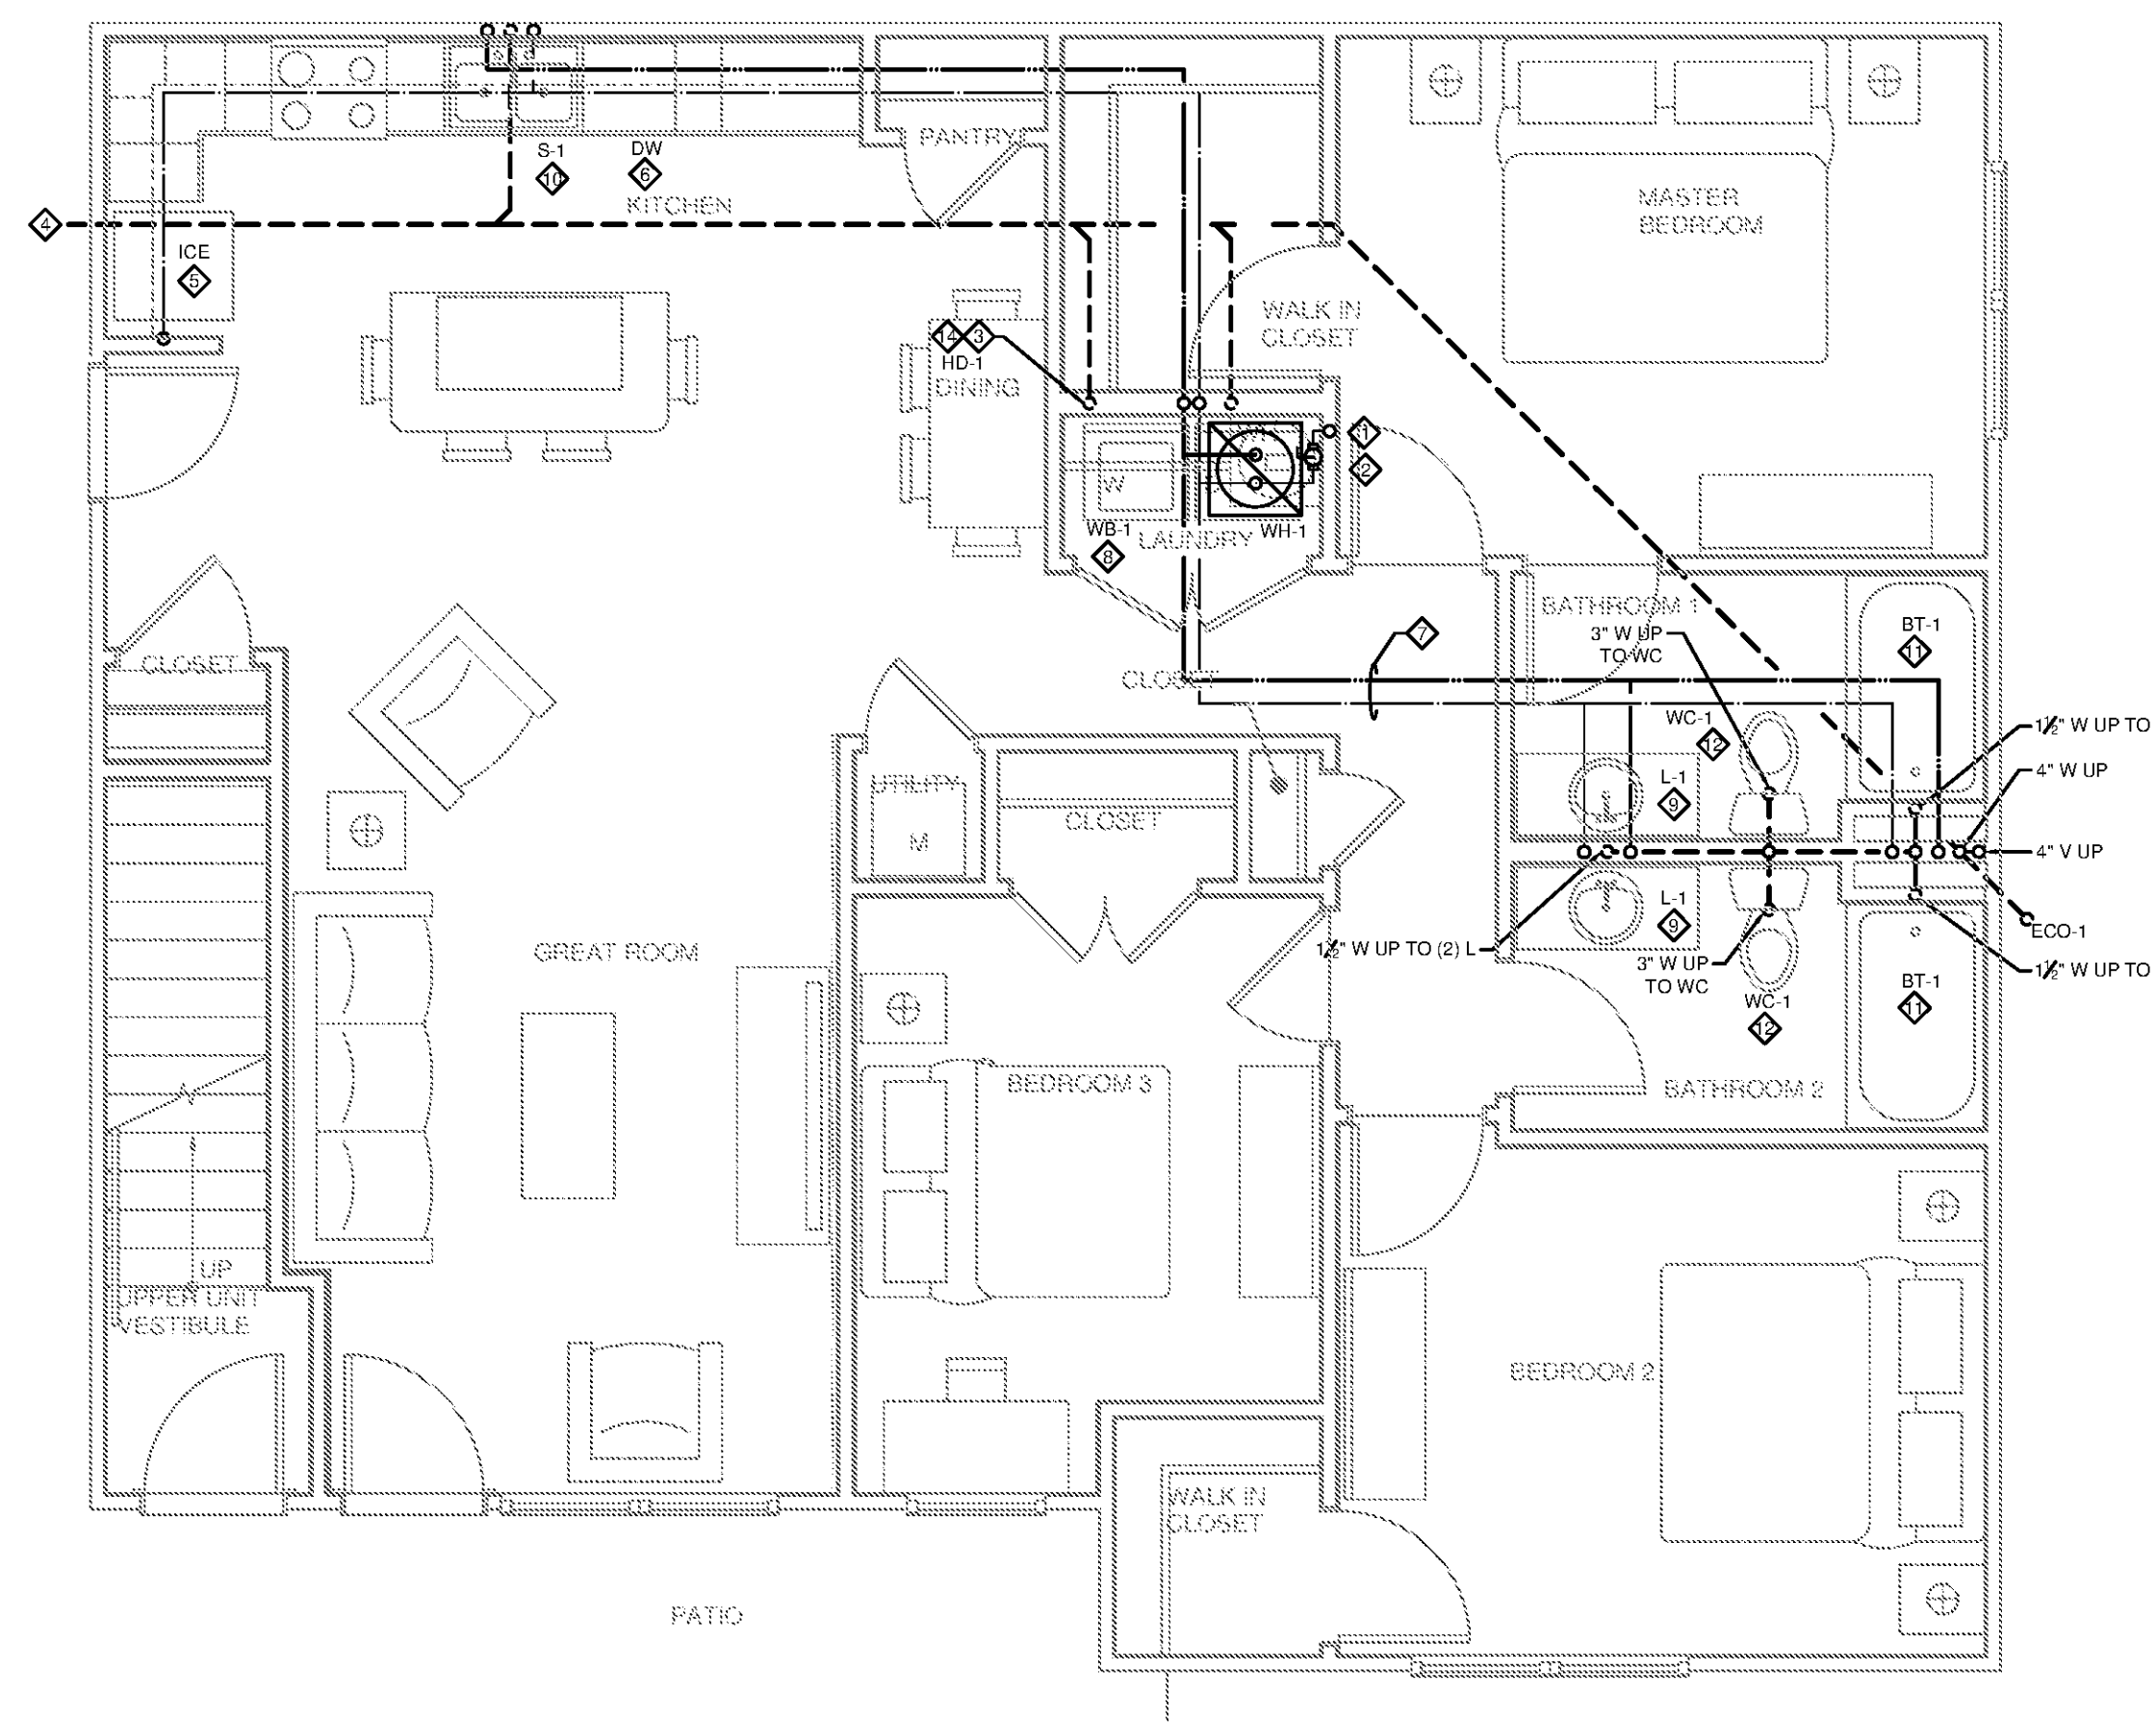 PANTRY
S-1
10
DW
6
KITCHEN
MASTER
BEDROOM
4
ICE
5
WALK IN
CLOSET
14
3
HD-1
DINING
1
2
W
WB-1
8
LAUNDRY
WH-1
BATHROOM 1
3" W UP
TO WC
BT-1
11
7
CLOSET
CLOSET
WC-1
12
1½" W UP TO
4" W UP
L-1
9
UTILITY
M
CLOSET
4" V UP
L-1
9
ECO-1
1½" W UP TO (2) L
3" W UP
TO WC
WC-1
12
1½" W UP TO
BT-1
11
GREAT ROOM
BEDROOM 3
BATHROOM 2
UP
UPPER UNIT
VESTIBULE
BEDROOM 2
WALK IN
CLOSET
PATIO